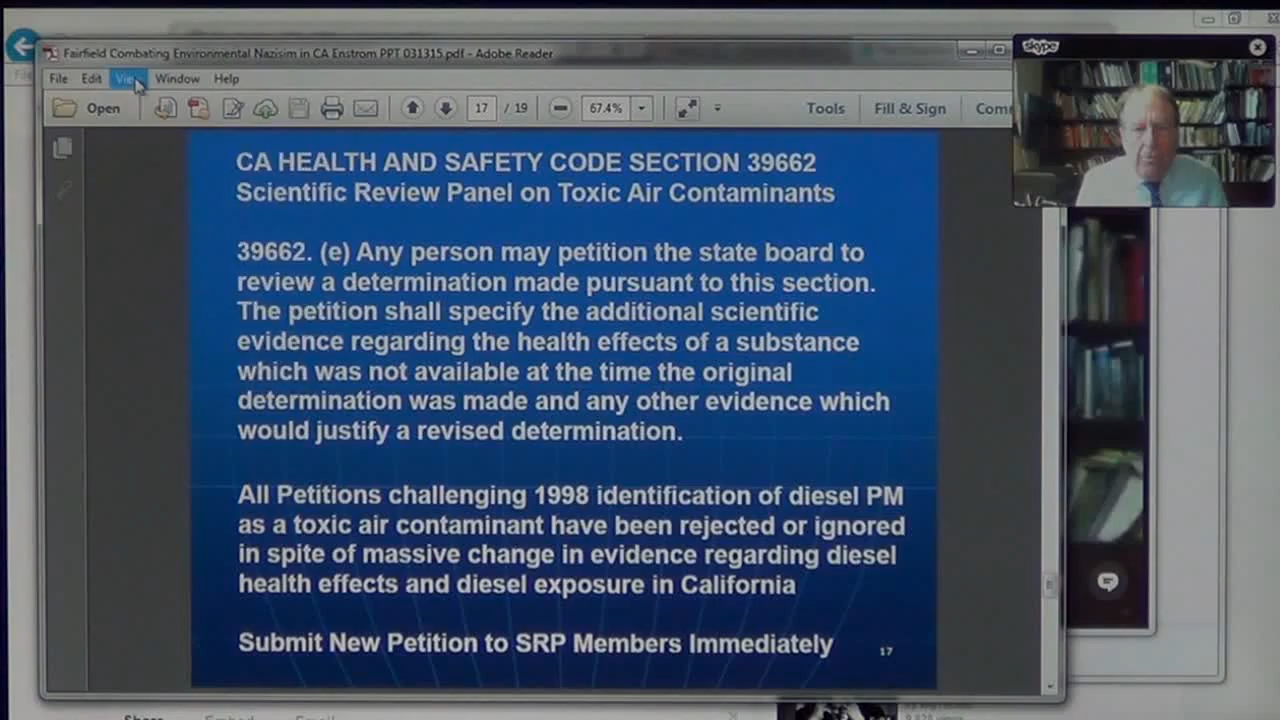 Fairfield Combating Environmental Nazisim in CA Enstrom PPT 031315.pdf - Adobe Reader
skype
File Edit View Window Help
Open 17 / 19 67.4% Tools Fill & Sign
CA HEALTH AND SAFETY CODE SECTION 39662
Scientific Review Panel on Toxic Air Contaminants
39662. (e) Any person may petition the state board to
review a determination made pursuant to this section.
The petition shall specify the additional scientific
evidence regarding the health effects of a substance
which was not available at the time the original
determination was made and any other evidence which
would justify a revised determination.
All Petitions challenging 1998 identification of diesel PM
as a toxic air contaminant have been rejected or ignored
in spite of massive change in evidence regarding diesel
health effects and diesel exposure in California
Submit New Petition to SRP Members Immediately
17
Share Embed Email